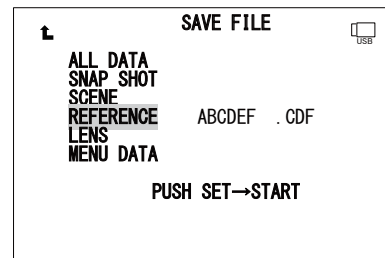 SAVE FILE
USB
ALL DATA
SNAP SHOT
SCENE
REFERENCE ABCDEF .CDF
LENS
MENU DATA
PUSH SET→START